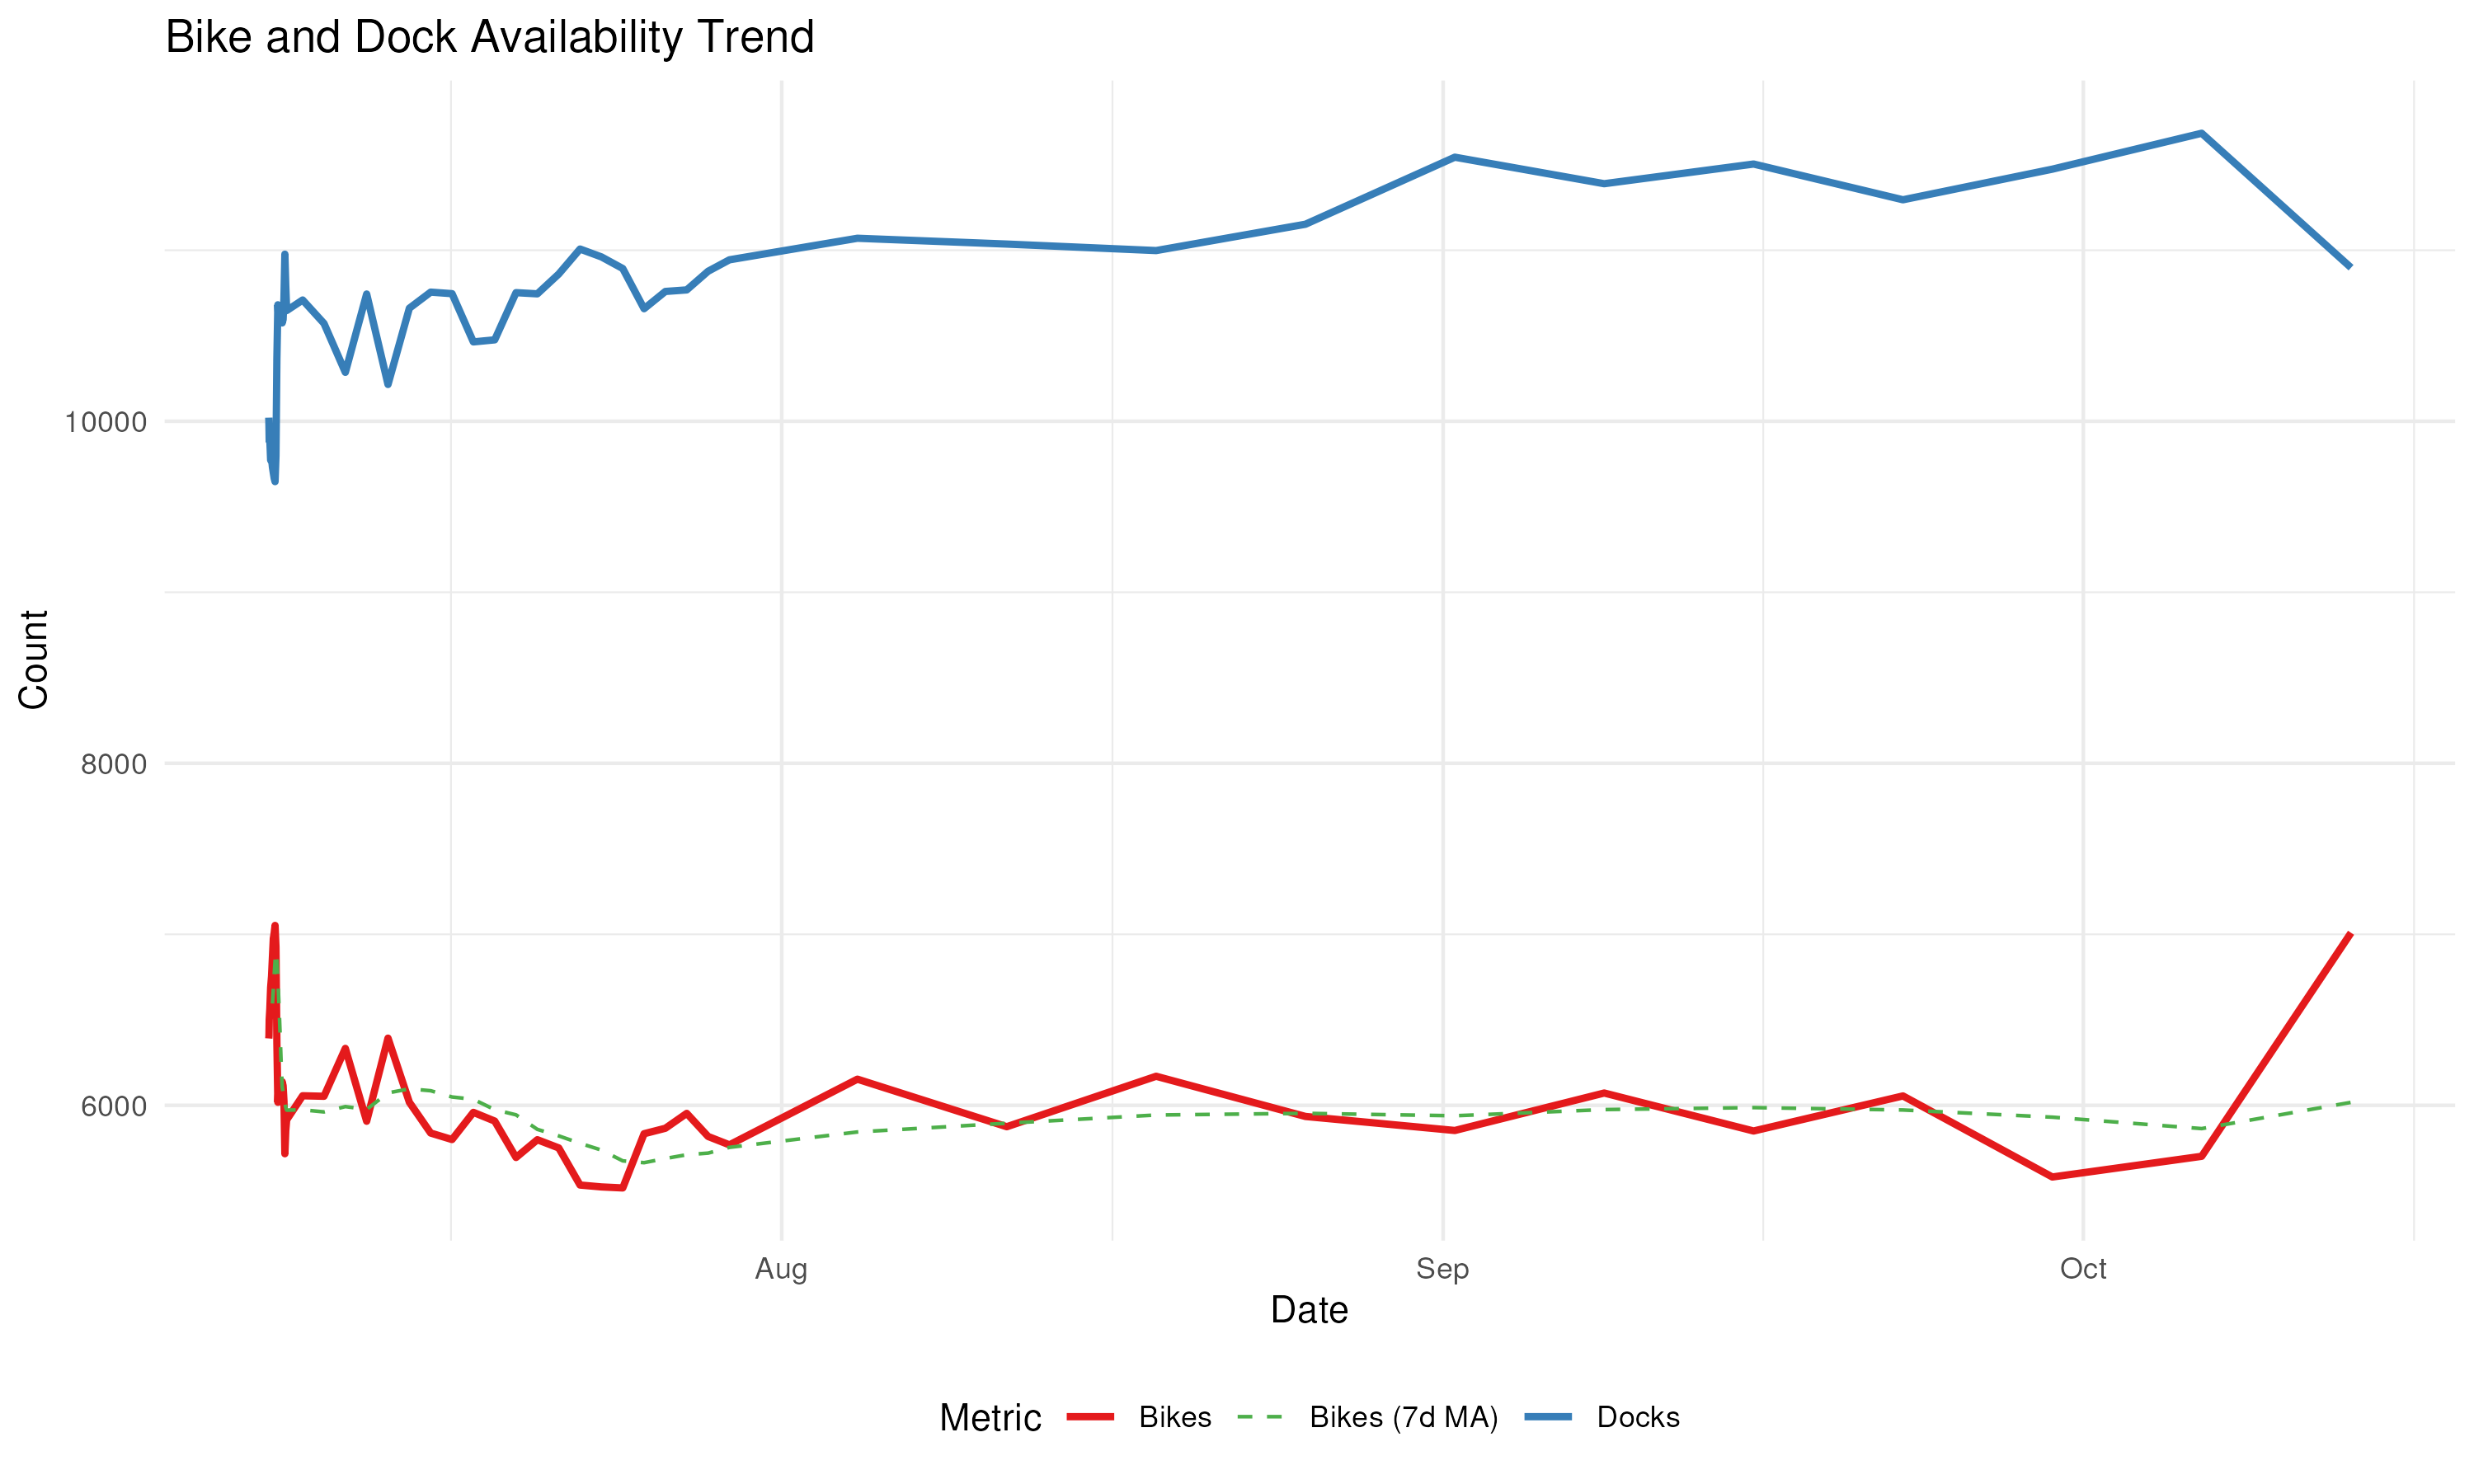 Bike and Dock Availability Trend
Count
10000
8000
6000
Aug Sep Oct
Date
Metric Bikes Bikes (7d MA) Docks